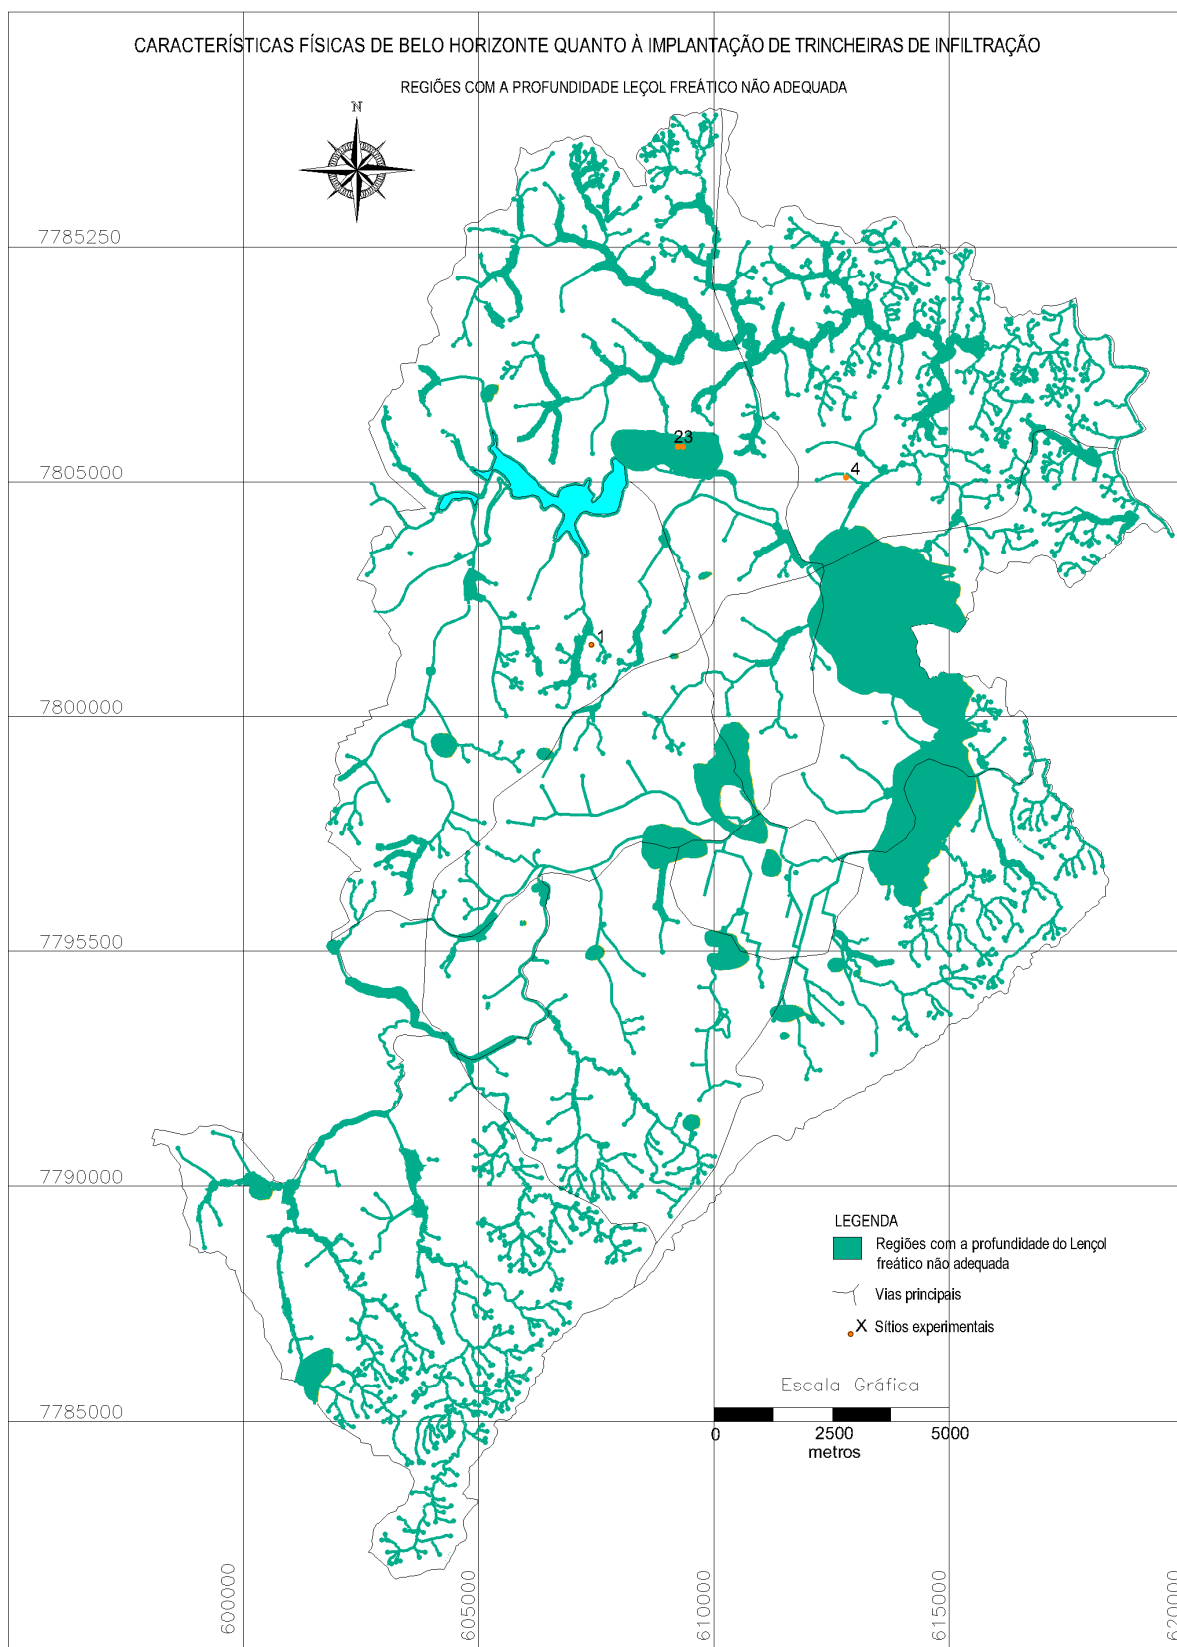 CARACTERÍSTICAS FÍSICAS DE BELO HORIZONTE QUANTO À IMPLANTAÇÃO DE TRINCHEIRAS DE INFILTRAÇÃO
REGIÕES COM A PROFUNDIDADE LEÇOL FREÁTICO NÃO ADEQUADA
N
7785250
23
7805000
4
1
7800000
7795500
7790000
LEGENDA
Regiões com a profundidade do Lençol
freático não adequada
Vias principais
X Sítios experimentais
Escala Gráfica
7785000
0 2500 5000
metros
600000
605000
610000
615000
620000